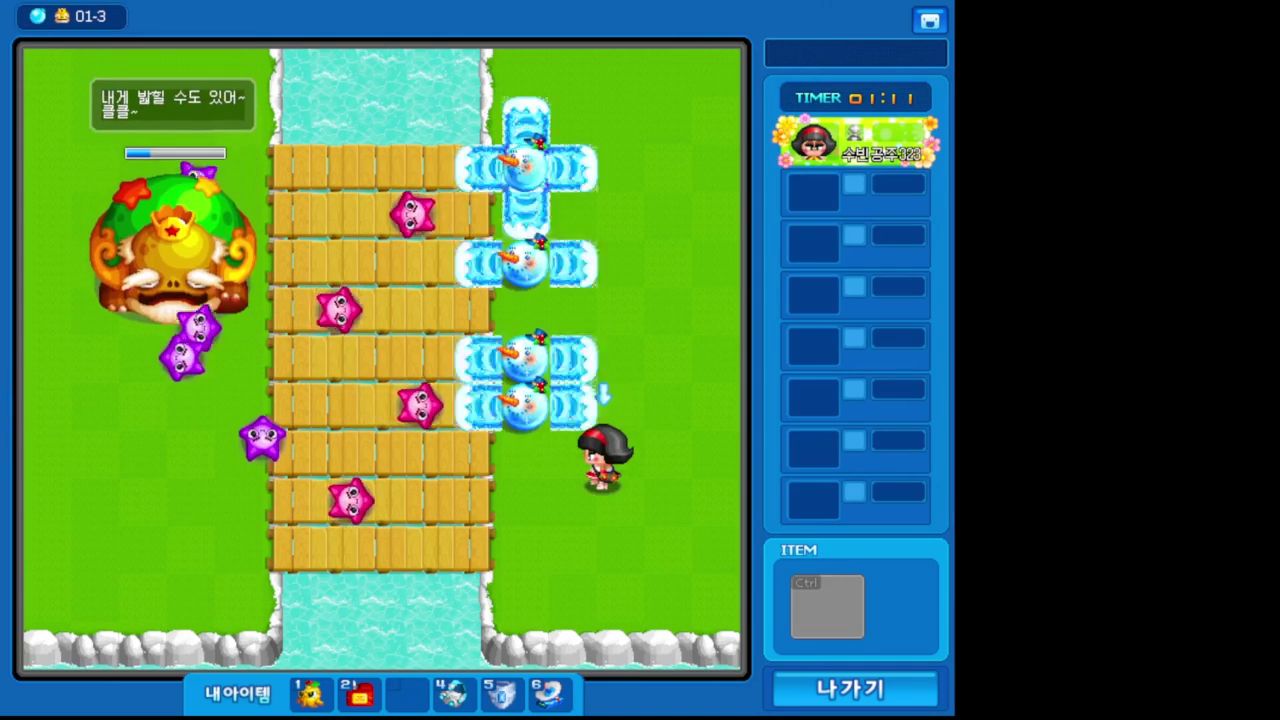 01-3
내게 밟힐 수도 있어~
클클~
TIMER 01:11
수빈공주323
ITEM
Ctrl
내아이템
1
2
4
5
6
나가기